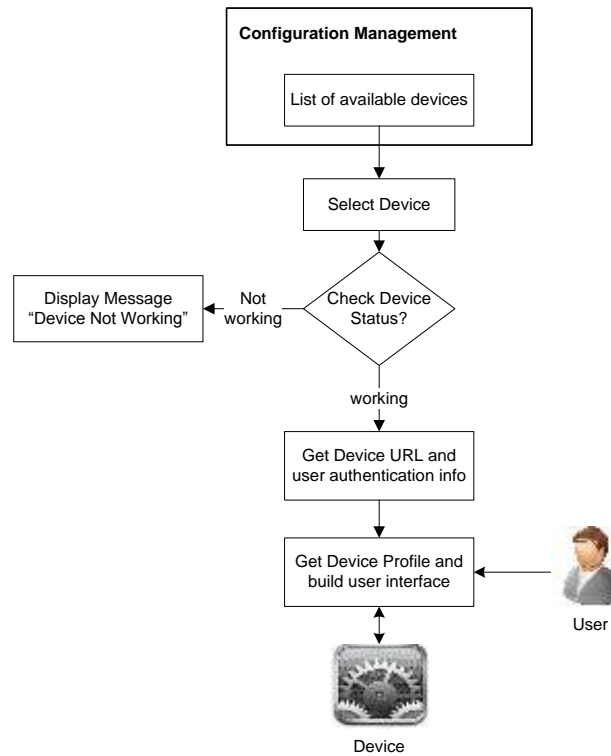 Configuration Management
List of available devices
Select Device
Check Device
Status?
Not
working
Display Message
“Device Not Working”
working
Get Device URL and
user authentication info
Get Device Profile and
build user interface
User
Device